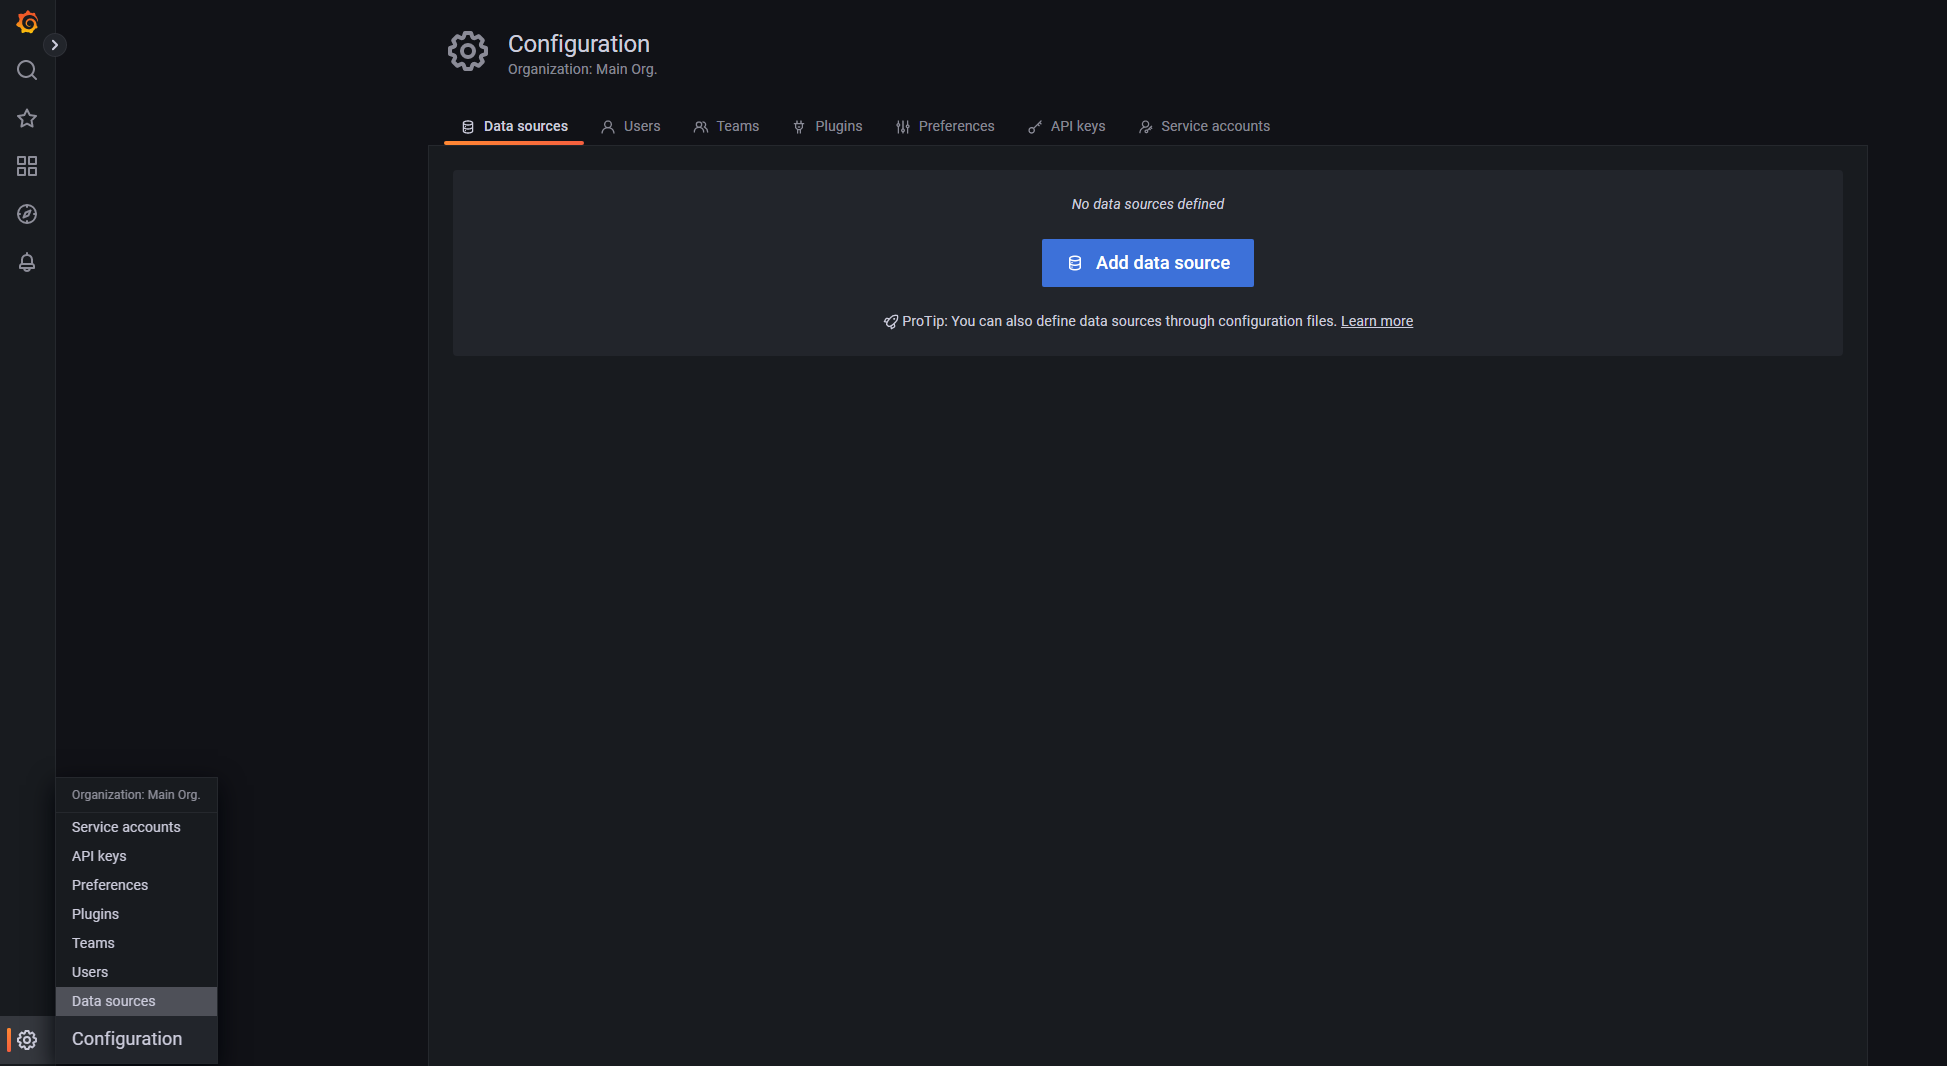 Configuration
Organization: Main Org.
Data sources
Users
Teams
Plugins
Preferences
API keys
Service accounts
No data sources defined
Add data source
ProTip: You can also define data sources through configuration files. Learn more
Organization: Main Org.
Service accounts
API keys
Preferences
Plugins
Teams
Users
Data sources
Configuration